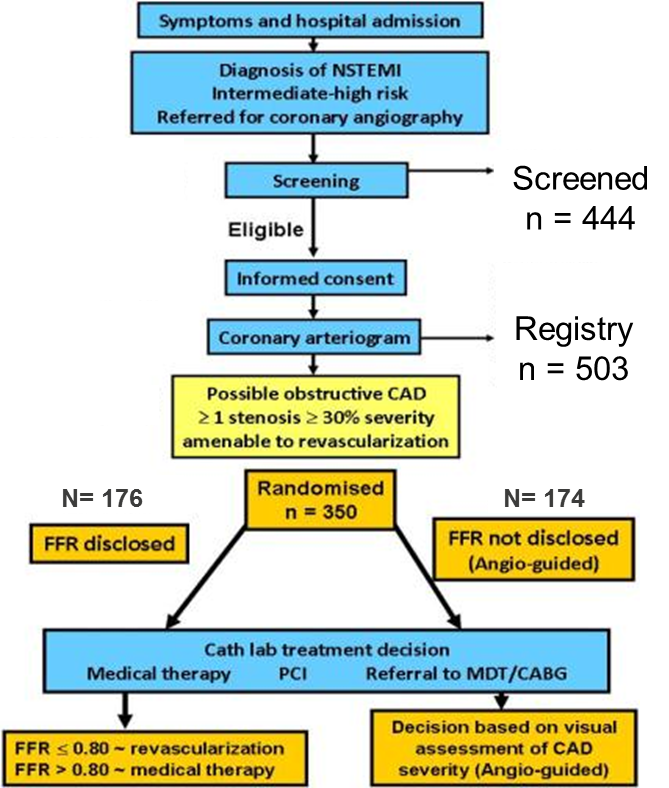 Symptoms and hospital admission
Diagnosis of NSTEMI
Intermediate-high risk
Referred for coronary angiography
Screening
Screened
n = 444
Eligible
Informed consent
Coronary arteriogram
Registry
n = 503
Possible obstructive CAD
≥ 1 stenosis ≥ 30% severity
amenable to revascularization
N= 176
Randomised
n = 350
N= 174
FFR disclosed
FFR not disclosed
(Angio-guided)
Cath lab treatment decision
Medical therapy PCI Referral to MDT/CABG
FFR ≤ 0.80 ~ revascularization
FFR > 0.80 ~ medical therapy
Decision based on visual
assessment of CAD
severity (Angio-guided)